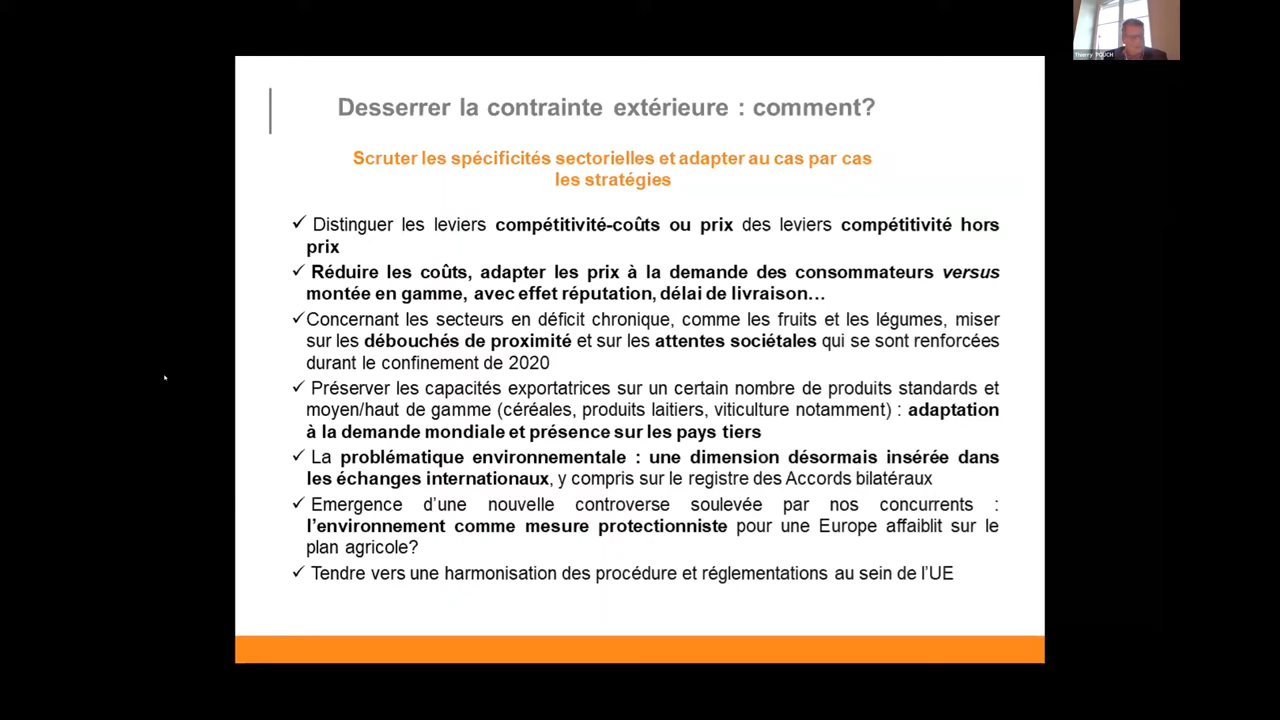 Thierry POUCH
Desserrer la contrainte extérieure : comment?
Scruter les spécificités sectorielles et adapter au cas par cas
les stratégies
✓ Distinguer les leviers compétitivité-coûts ou prix des leviers compétitivité hors
prix
✓ Réduire les coûts, adapter les prix à la demande des consommateurs versus
montée en gamme, avec effet réputation, délai de livraison…
✓Concernant les secteurs en déficit chronique, comme les fruits et les légumes, miser
sur les débouchés de proximité et sur les attentes sociétales qui se sont renforcées
durant le confinement de 2020
✓ Préserver les capacités exportatrices sur un certain nombre de produits standards et
moyen/haut de gamme (céréales, produits laitiers, viticulture notamment) : adaptation
à la demande mondiale et présence sur les pays tiers
✓ La problématique environnementale : une dimension désormais insérée dans
les échanges internationaux, y compris sur le registre des Accords bilatéraux
✓ Emergence d’une nouvelle controverse soulevée par nos concurrents :
l’environnement comme mesure protectionniste pour une Europe affaiblit sur le
plan agricole?
✓ Tendre vers une harmonisation des procédure et réglementations au sein de l’UE